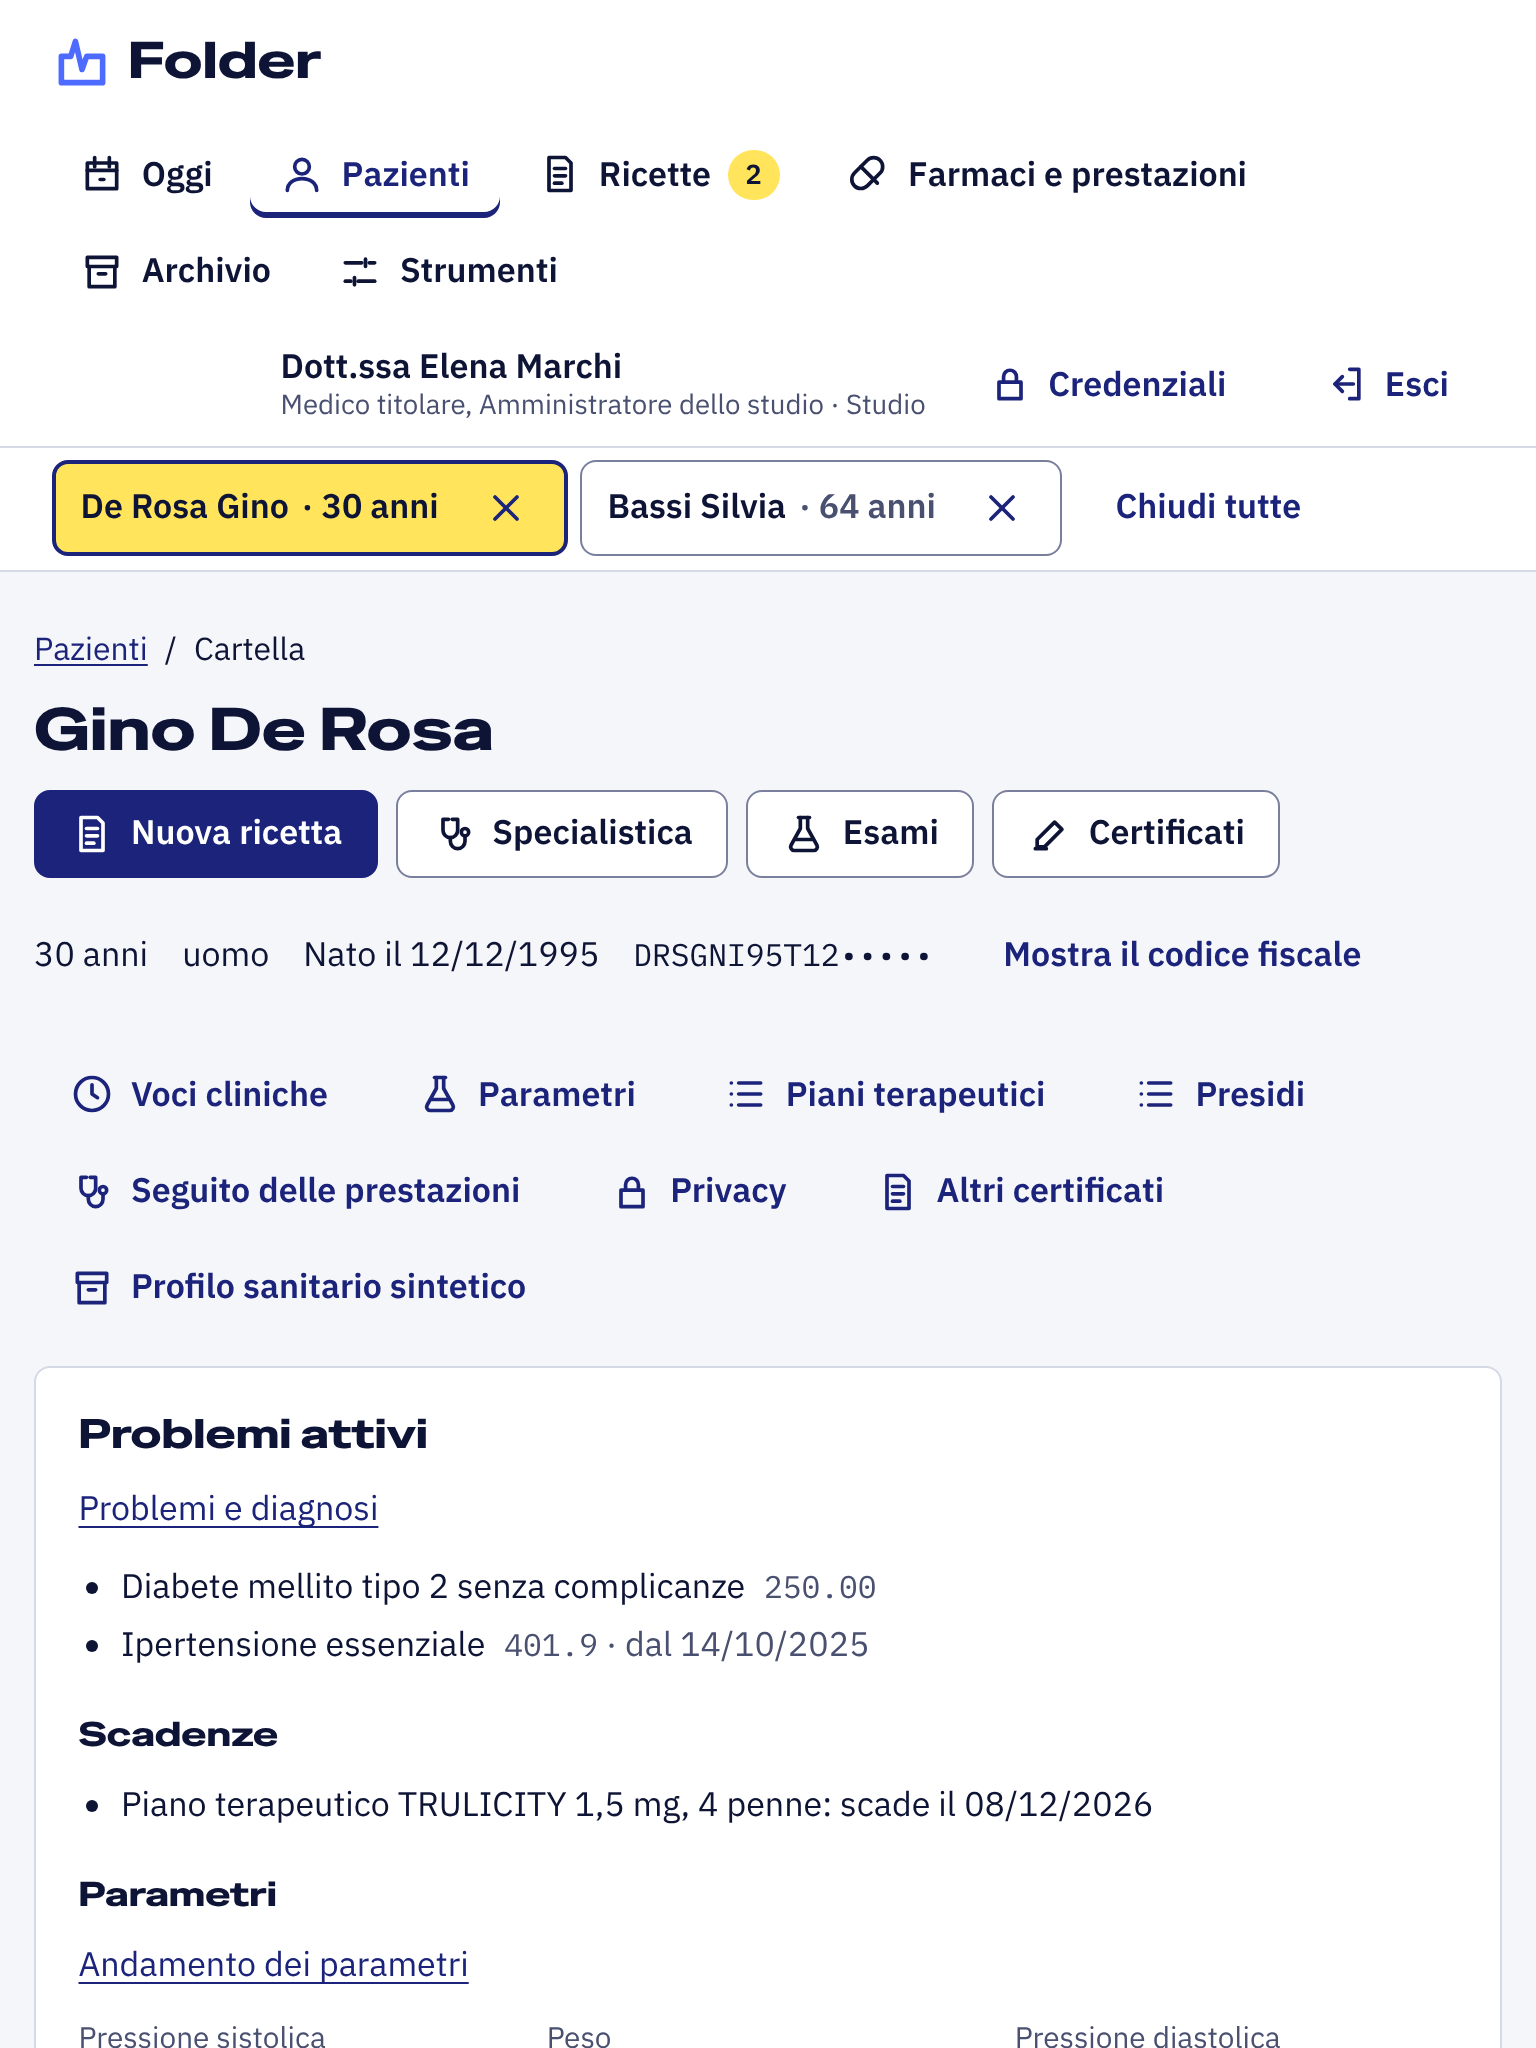 Folder
Oggi Pazienti Ricette 2 Farmaci e prestazioni
Archivio Strumenti
Dott.ssa Elena Marchi
Medico titolare, Amministratore dello studio · Studio
Credenziali Esci
De Rosa Gino · 30 anni Bassi Silvia · 64 anni Chiudi tutte
Pazienti / Cartella
Gino De Rosa
Nuova ricetta Specialistica Esami Certificati
30 anni uomo Nato il 12/12/1995 DRSGNI95T12••••• Mostra il codice fiscale
Voci cliniche Parametri Piani terapeutici Presidi
Seguito delle prestazioni Privacy Altri certificati
Profilo sanitario sintetico
Problemi attivi
Problemi e diagnosi
• Diabete mellito tipo 2 senza complicanze 250.00
• Ipertensione essenziale 401.9 · dal 14/10/2025
Scadenze
• Piano terapeutico TRULICITY 1,5 mg, 4 penne: scade il 08/12/2026
Parametri
Andamento dei parametri
Pressione sistolica Peso Pressione diastolica